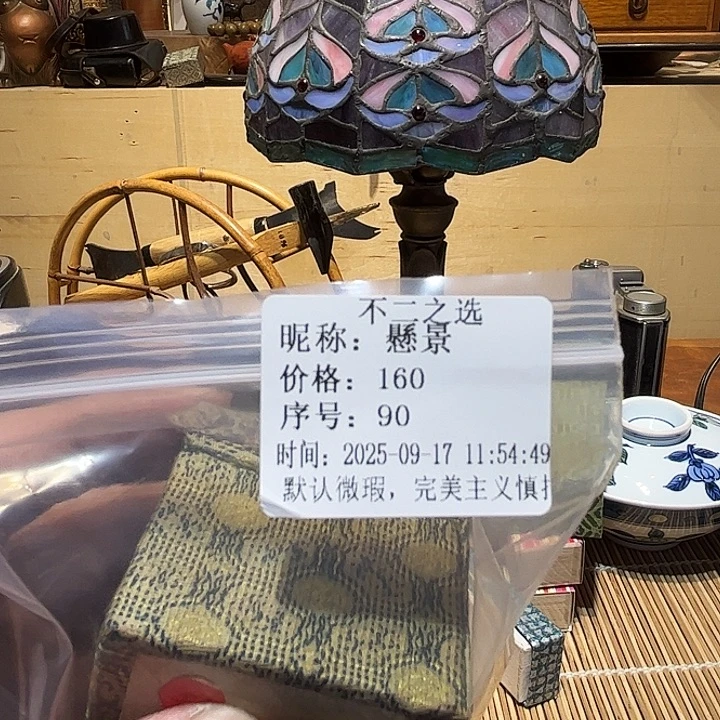 不二之选
昵称：懸景
价格：160
序号：90
时间：2025-09-17 11:54:49
默认微瑕，完美主义慎